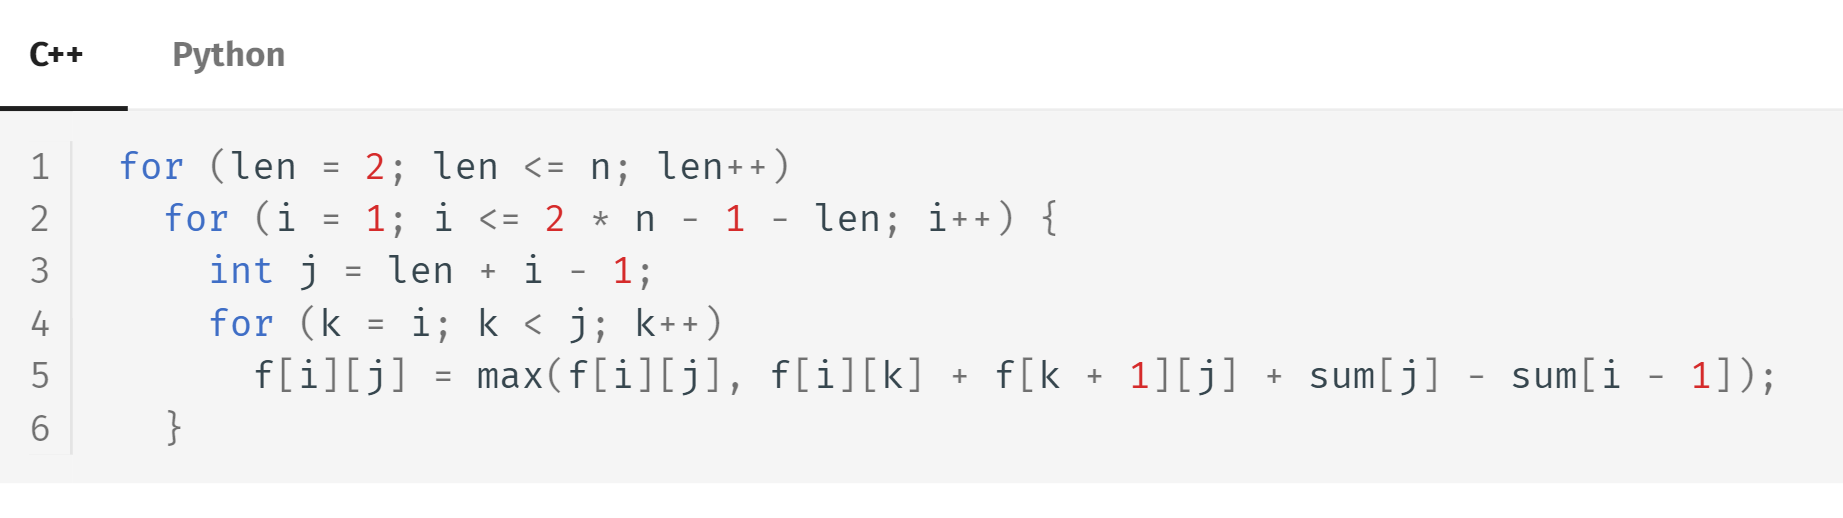 C++ Python
1 for (len = 2; len <= n; len++)
2   for (i = 1; i <= 2 * n - 1 - len; i++) {
3     int j = len + i - 1;
4     for (k = i; k < j; k++)
5       f[i][j] = max(f[i][j], f[i][k] + f[k + 1][j] + sum[j] - sum[i - 1]);
6   }